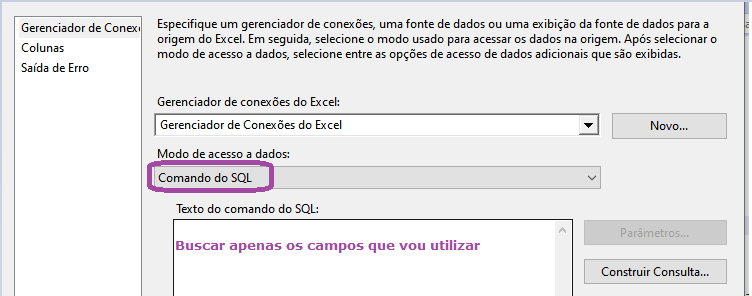 Gerenciador de Conexõ
Colunas
Saída de Erro
Especifique um gerenciador de conexões, uma fonte de dados ou uma exibição da fonte de dados para a
origem do Excel. Em seguida, selecione o modo usado para acessar os dados na origem. Após selecionar o
modo de acesso a dados, selecione entre as opções de acesso de dados adicionais que são exibidas.
Gerenciador de conexões do Excel:
Gerenciador de Conexões do Excel
Novo...
Modo de acesso a dados:
Comando do SQL
Texto do comando do SQL:
Buscar apenas os campos que vou utilizar
Parâmetros...
Construir Consulta...